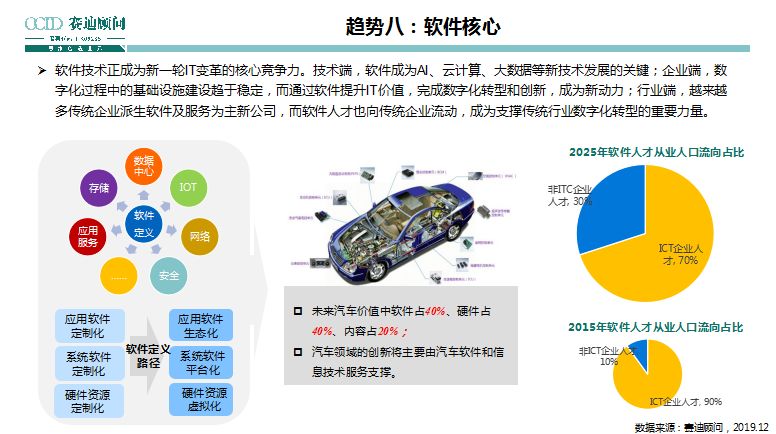 CCID 赛迪顾问
趋势八：软件核心
➢ 软件技术正成为新一轮IT变革的核心竞争力。技术端，软件成为AI、云计算、大数据等新技术发展的关键；企业端，数
字化过程中的基础设施建设趋于稳定，而通过软件提升IT价值，完成数字化转型和创新，成为新动力；行业端，越来越
多传统企业派生软件及服务为主新公司，而软件人才也向传统企业流动，成为支撑传统行业数字化转型的重要力量。
数据
中心
存储
IOT
应用
服务
软件
定义
网络
……
安全
应用软件
定制化
系统软件
定制化
硬件资源
定制化
软件定义
路径
应用软件
生态化
系统软件
平台化
硬件资源
虚拟化
未来汽车价值中软件占40%、硬件占
40%、内容占20%；
汽车领域的创新将主要由汽车软件和信
息技术服务支撑。
2025年软件人才从业人口流向占比
非ITC企业
人才, 30%
ICT企业人
才, 70%
2015年软件人才从业人口流向占比
非ICT企业人才
10%
ICT企业人才, 90%
数据来源：赛迪顾问，2019.12